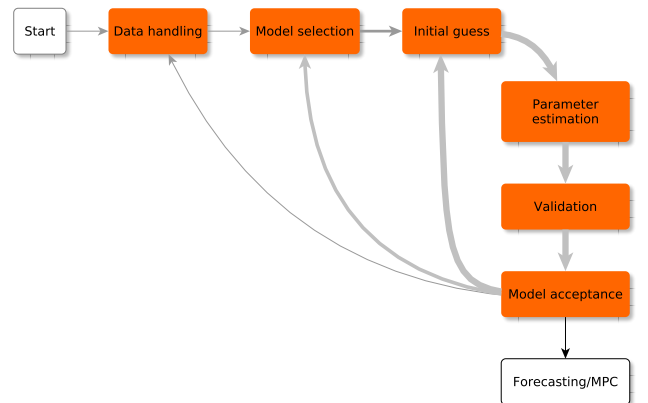 Start
Data handling
Model selection
Initial guess
Parameter
estimation
Validation
Model acceptance
Forecasting/MPC